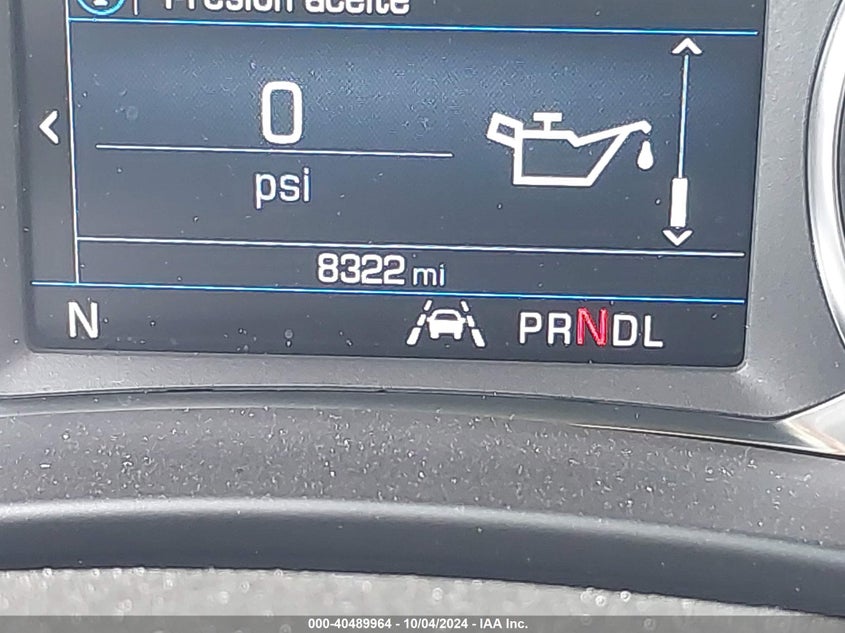 Presión aceite
0
psi
8322 mi
N
PRNDL
000-40489964 - 10/04/2024 - IAA Inc.